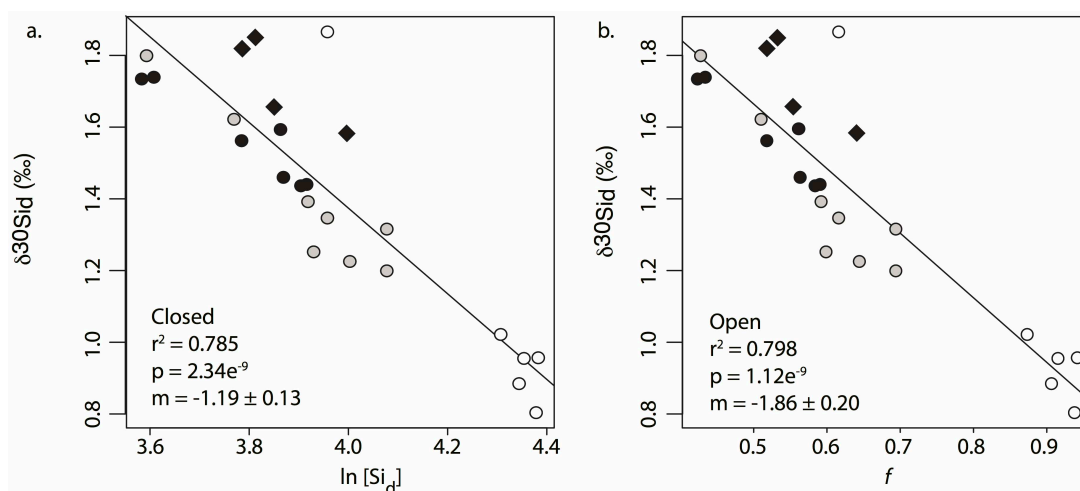 a.
δ30Sid (‰)
1.8
1.6
1.4
1.2
1.0
0.8
Closed
r² = 0.785
p = 2.34e⁻⁹
m = -1.19 ± 0.13
3.6 3.8 4.0 4.2 4.4
ln [Si_d]
b.
δ30Sid (‰)
1.8
1.6
1.4
1.2
1.0
0.8
Open
r² = 0.798
p = 1.12e⁻⁹
m = -1.86 ± 0.20
0.5 0.6 0.7 0.8 0.9
f